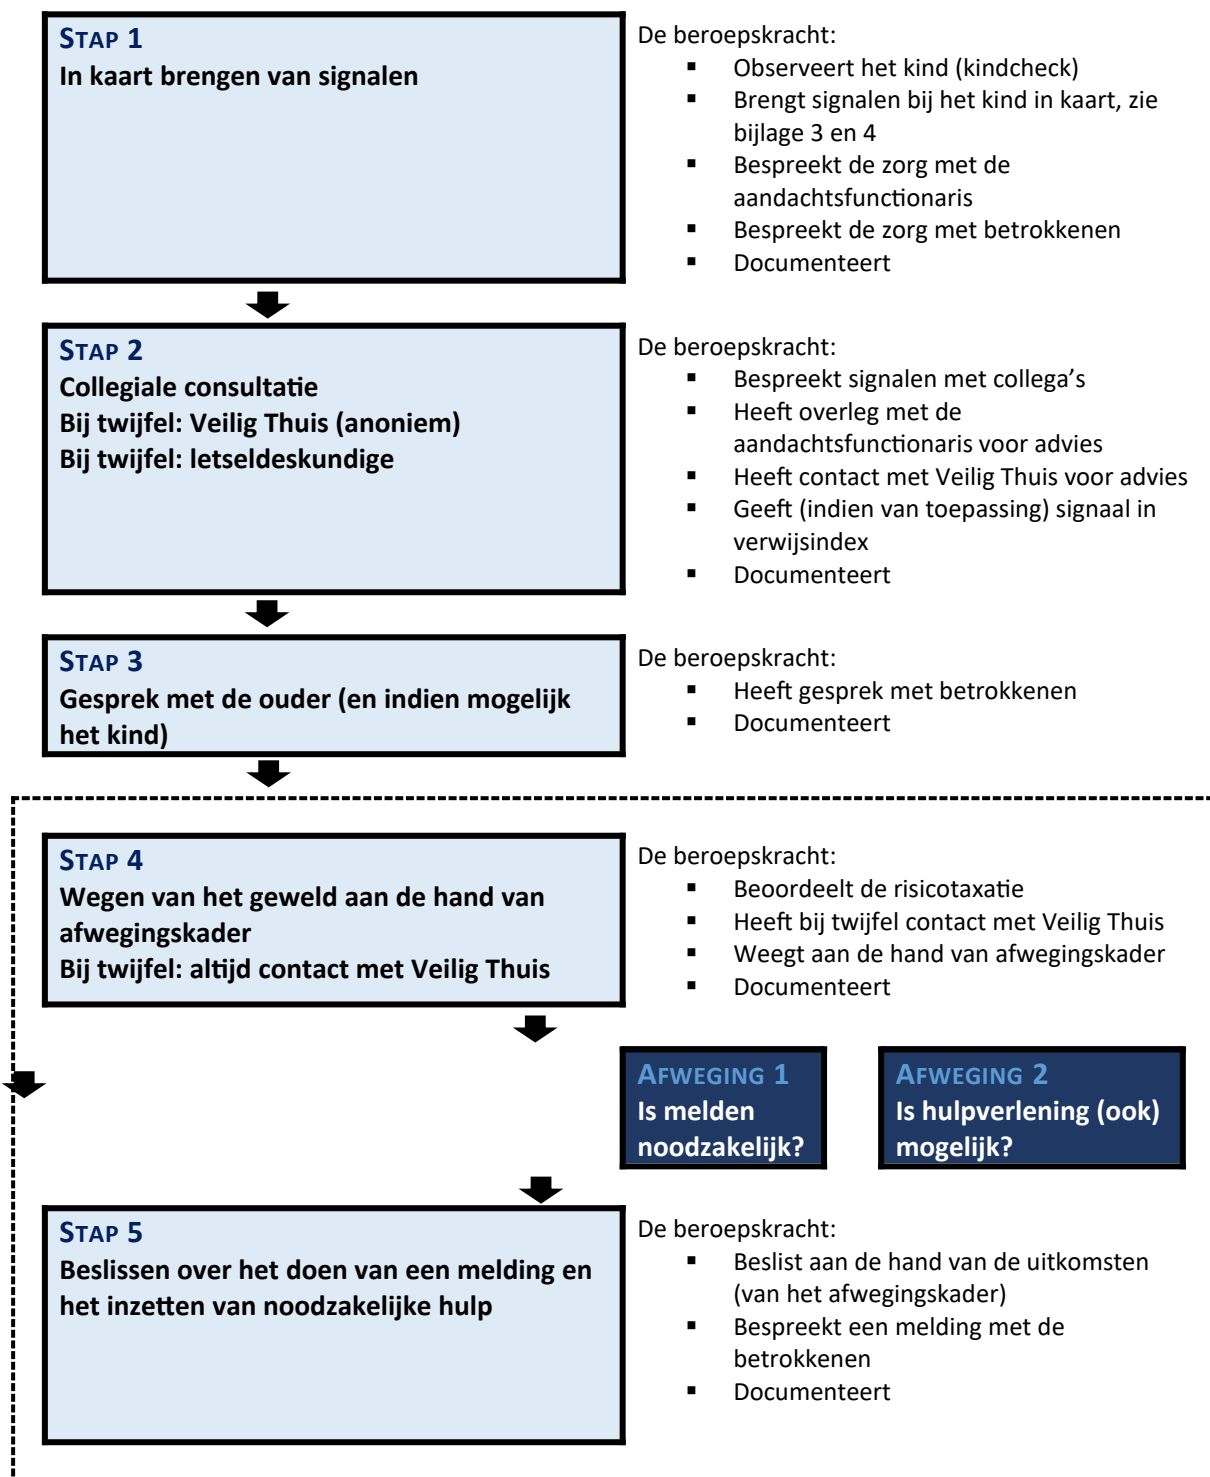 STAP 1
In kaart brengen van signalen
De beroepskracht:
▪ Observeert het kind (kindcheck)
▪ Brengt signalen bij het kind in kaart, zie
bijlage 3 en 4
▪ Bespreekt de zorg met de
aandachtsfunctionaris
▪ Bespreekt de zorg met betrokkenen
▪ Documenteert
STAP 2
Collegiale consultatie
Bij twijfel: Veilig Thuis (anoniem)
Bij twijfel: letseldeskundige
De beroepskracht:
▪ Bespreekt signalen met collega’s
▪ Heeft overleg met de
aandachtsfunctionaris voor advies
▪ Heeft contact met Veilig Thuis voor advies
▪ Geeft (indien van toepassing) signaal in
verwijsindex
▪ Documenteert
STAP 3
Gesprek met de ouder (en indien mogelijk
het kind)
De beroepskracht:
▪ Heeft gesprek met betrokkenen
▪ Documenteert
STAP 4
Wegen van het geweld aan de hand van
afwegingskader
Bij twijfel: altijd contact met Veilig Thuis
De beroepskracht:
▪ Beoordeelt de risicotaxatie
▪ Heeft bij twijfel contact met Veilig Thuis
▪ Weegt aan de hand van afwegingskader
▪ Documenteert
AFWEGING 1
Is melden
noodzakelijk?
AFWEGING 2
Is hulpverlening (ook)
mogelijk?
STAP 5
Beslissen over het doen van een melding en
het inzetten van noodzakelijke hulp
De beroepskracht:
▪ Beslist aan de hand van de uitkomsten
(van het afwegingskader)
▪ Bespreekt een melding met de
betrokkenen
▪ Documenteert